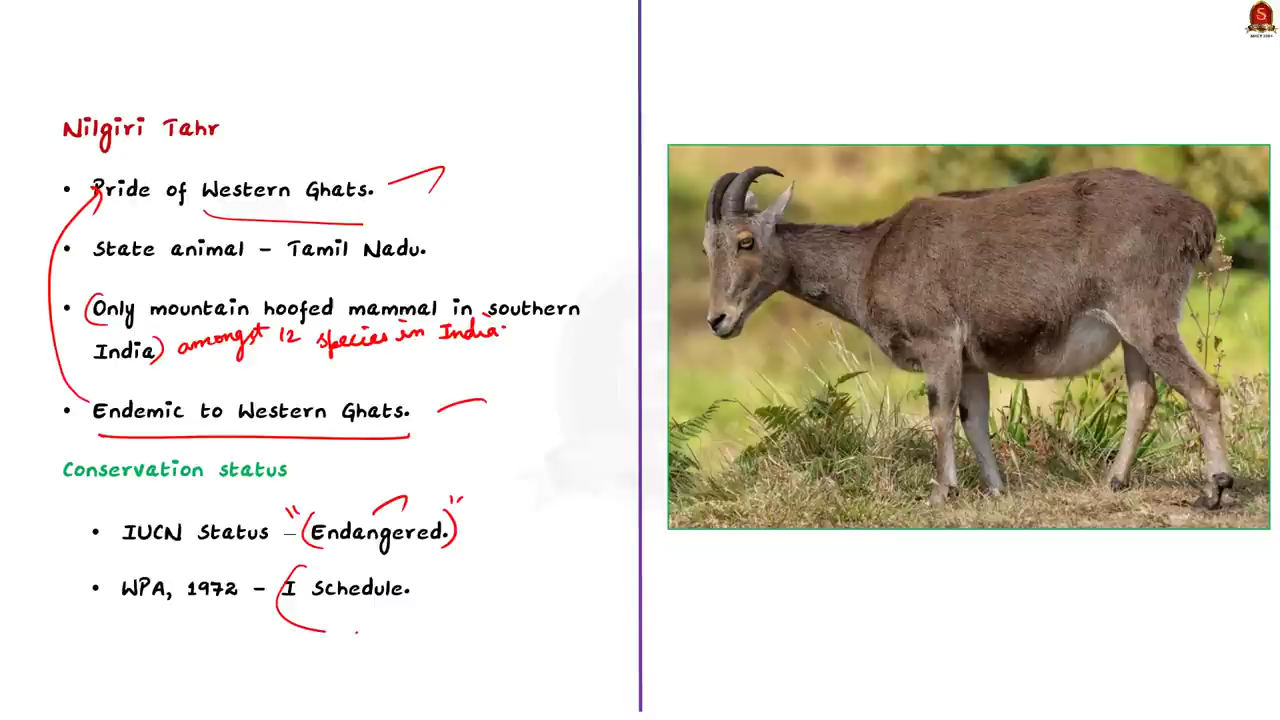 Nilgiri Tahr
• Pride of Western Ghats.
• State animal – Tamil Nadu.
• Only mountain hoofed mammal in southern
India) amongst 12 species in India.
• Endemic to Western Ghats.
Conservation status
• IUCN Status – "(Endangered.)"
• WPA, 1972 – I Schedule.
S